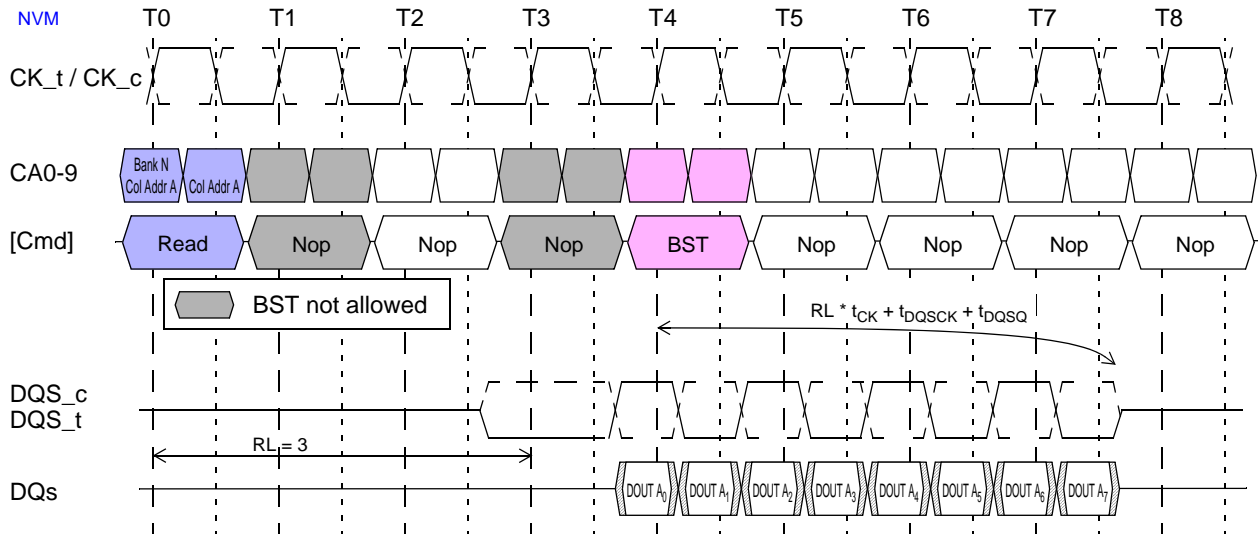 NVM T0 T1 T2 T3 T4 T5 T6 T7 T8
CK_t / CK_c
CA0-9 Bank N
Col Addr A Col Addr A
[Cmd] Read Nop Nop Nop BST Nop Nop Nop Nop
BST not allowed
RL * tCK + tDQSCK + tDQSQ
DQS_c
DQS_t
RL = 3
DQs DOUT A0 DOUT A1 DOUT A2 DOUT A3 DOUT A4 DOUT A5 DOUT A6 DOUT A7